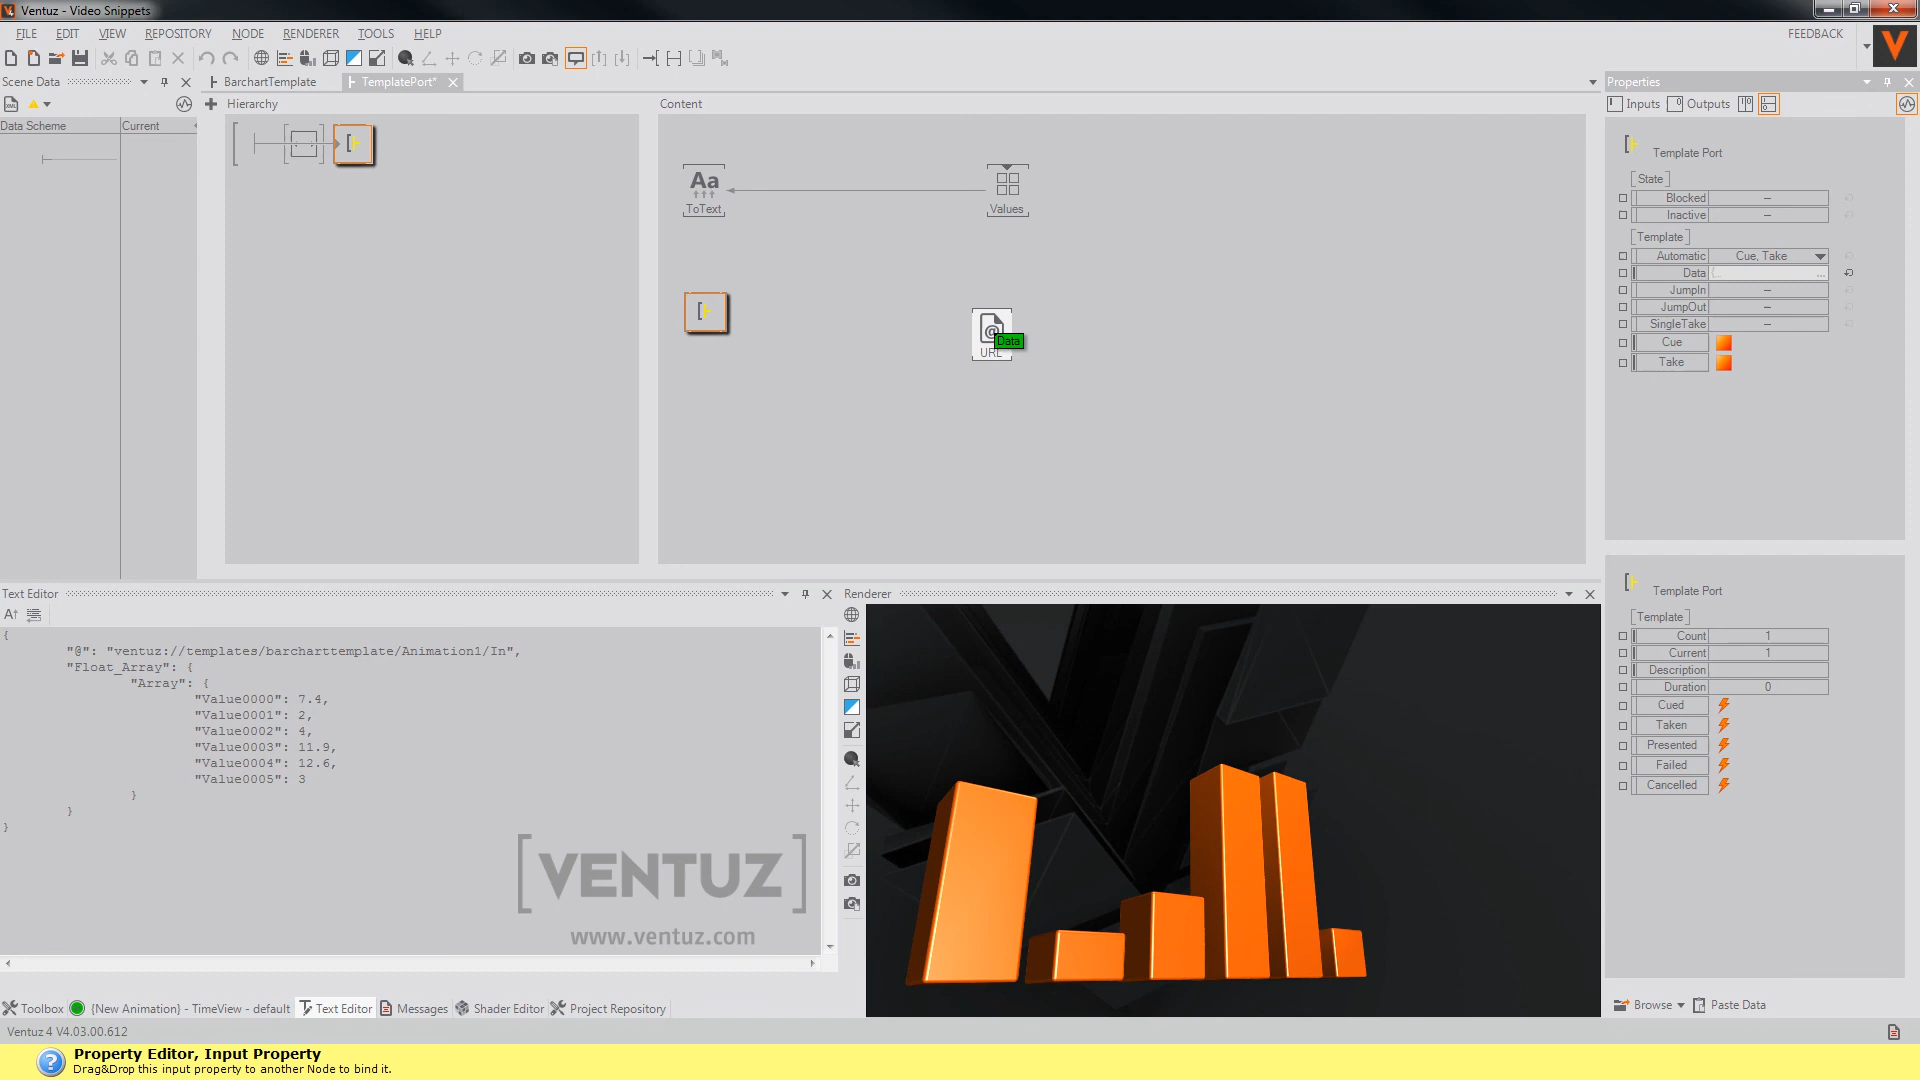 Ventuz - Video Snippets
FILE EDIT VIEW REPOSITORY NODE RENDERER TOOLS HELP
FEEDBACK
Scene Data
BarchartTemplate
TemplatePort*
Properties
Hierarchy
Content
Inputs
Outputs
Data Scheme
Current
Aa
ToText
Values
@
URL
Data
Template Port
[State]
Blocked –
Inactive –
[Template]
Automatic Cue, Take
Data {.. ...
JumpIn –
JumpOut –
SingleTake –
Cue
Take
Template Port
[Template]
Count 1
Current 1
Description
Duration 0
Cued
Taken
Presented
Failed
Cancelled
Text Editor
Renderer
{
"@": "ventuz://templates/barcharttemplate/Animation1/In",
"Float_Array": {
"Array": {
"Value0000": 7.4,
"Value0001": 2,
"Value0002": 4,
"Value0003": 11.9,
"Value0004": 12.6,
"Value0005": 3
}
}
}
[VENTUZ]
www.ventuz.com
Toolbox
{New Animation} - TimeView - default
Text Editor
Messages
Shader Editor
Project Repository
Browse
Paste Data
Ventuz 4 V4.03.00.612
Property Editor, Input Property
Drag&Drop this input property to another Node to bind it.